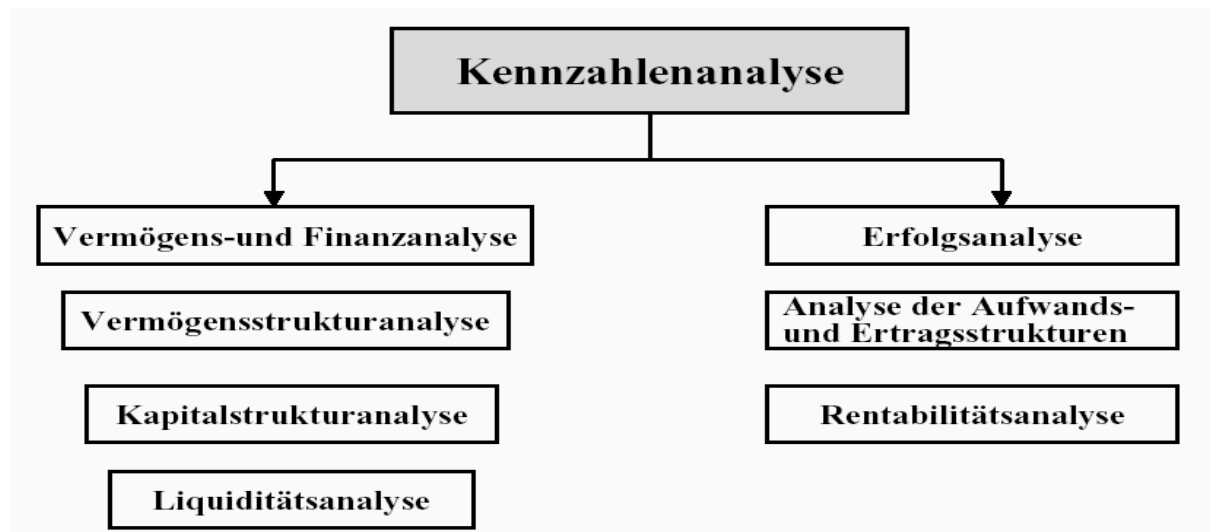 Kennzahlenanalyse
Vermögens-und Finanzanalyse
Vermögensstrukturanalyse
Kapitalstrukturanalyse
Liquiditätsanalyse
Erfolgsanalyse
Analyse der Aufwands-
und Ertragsstrukturen
Rentabilitätsanalyse